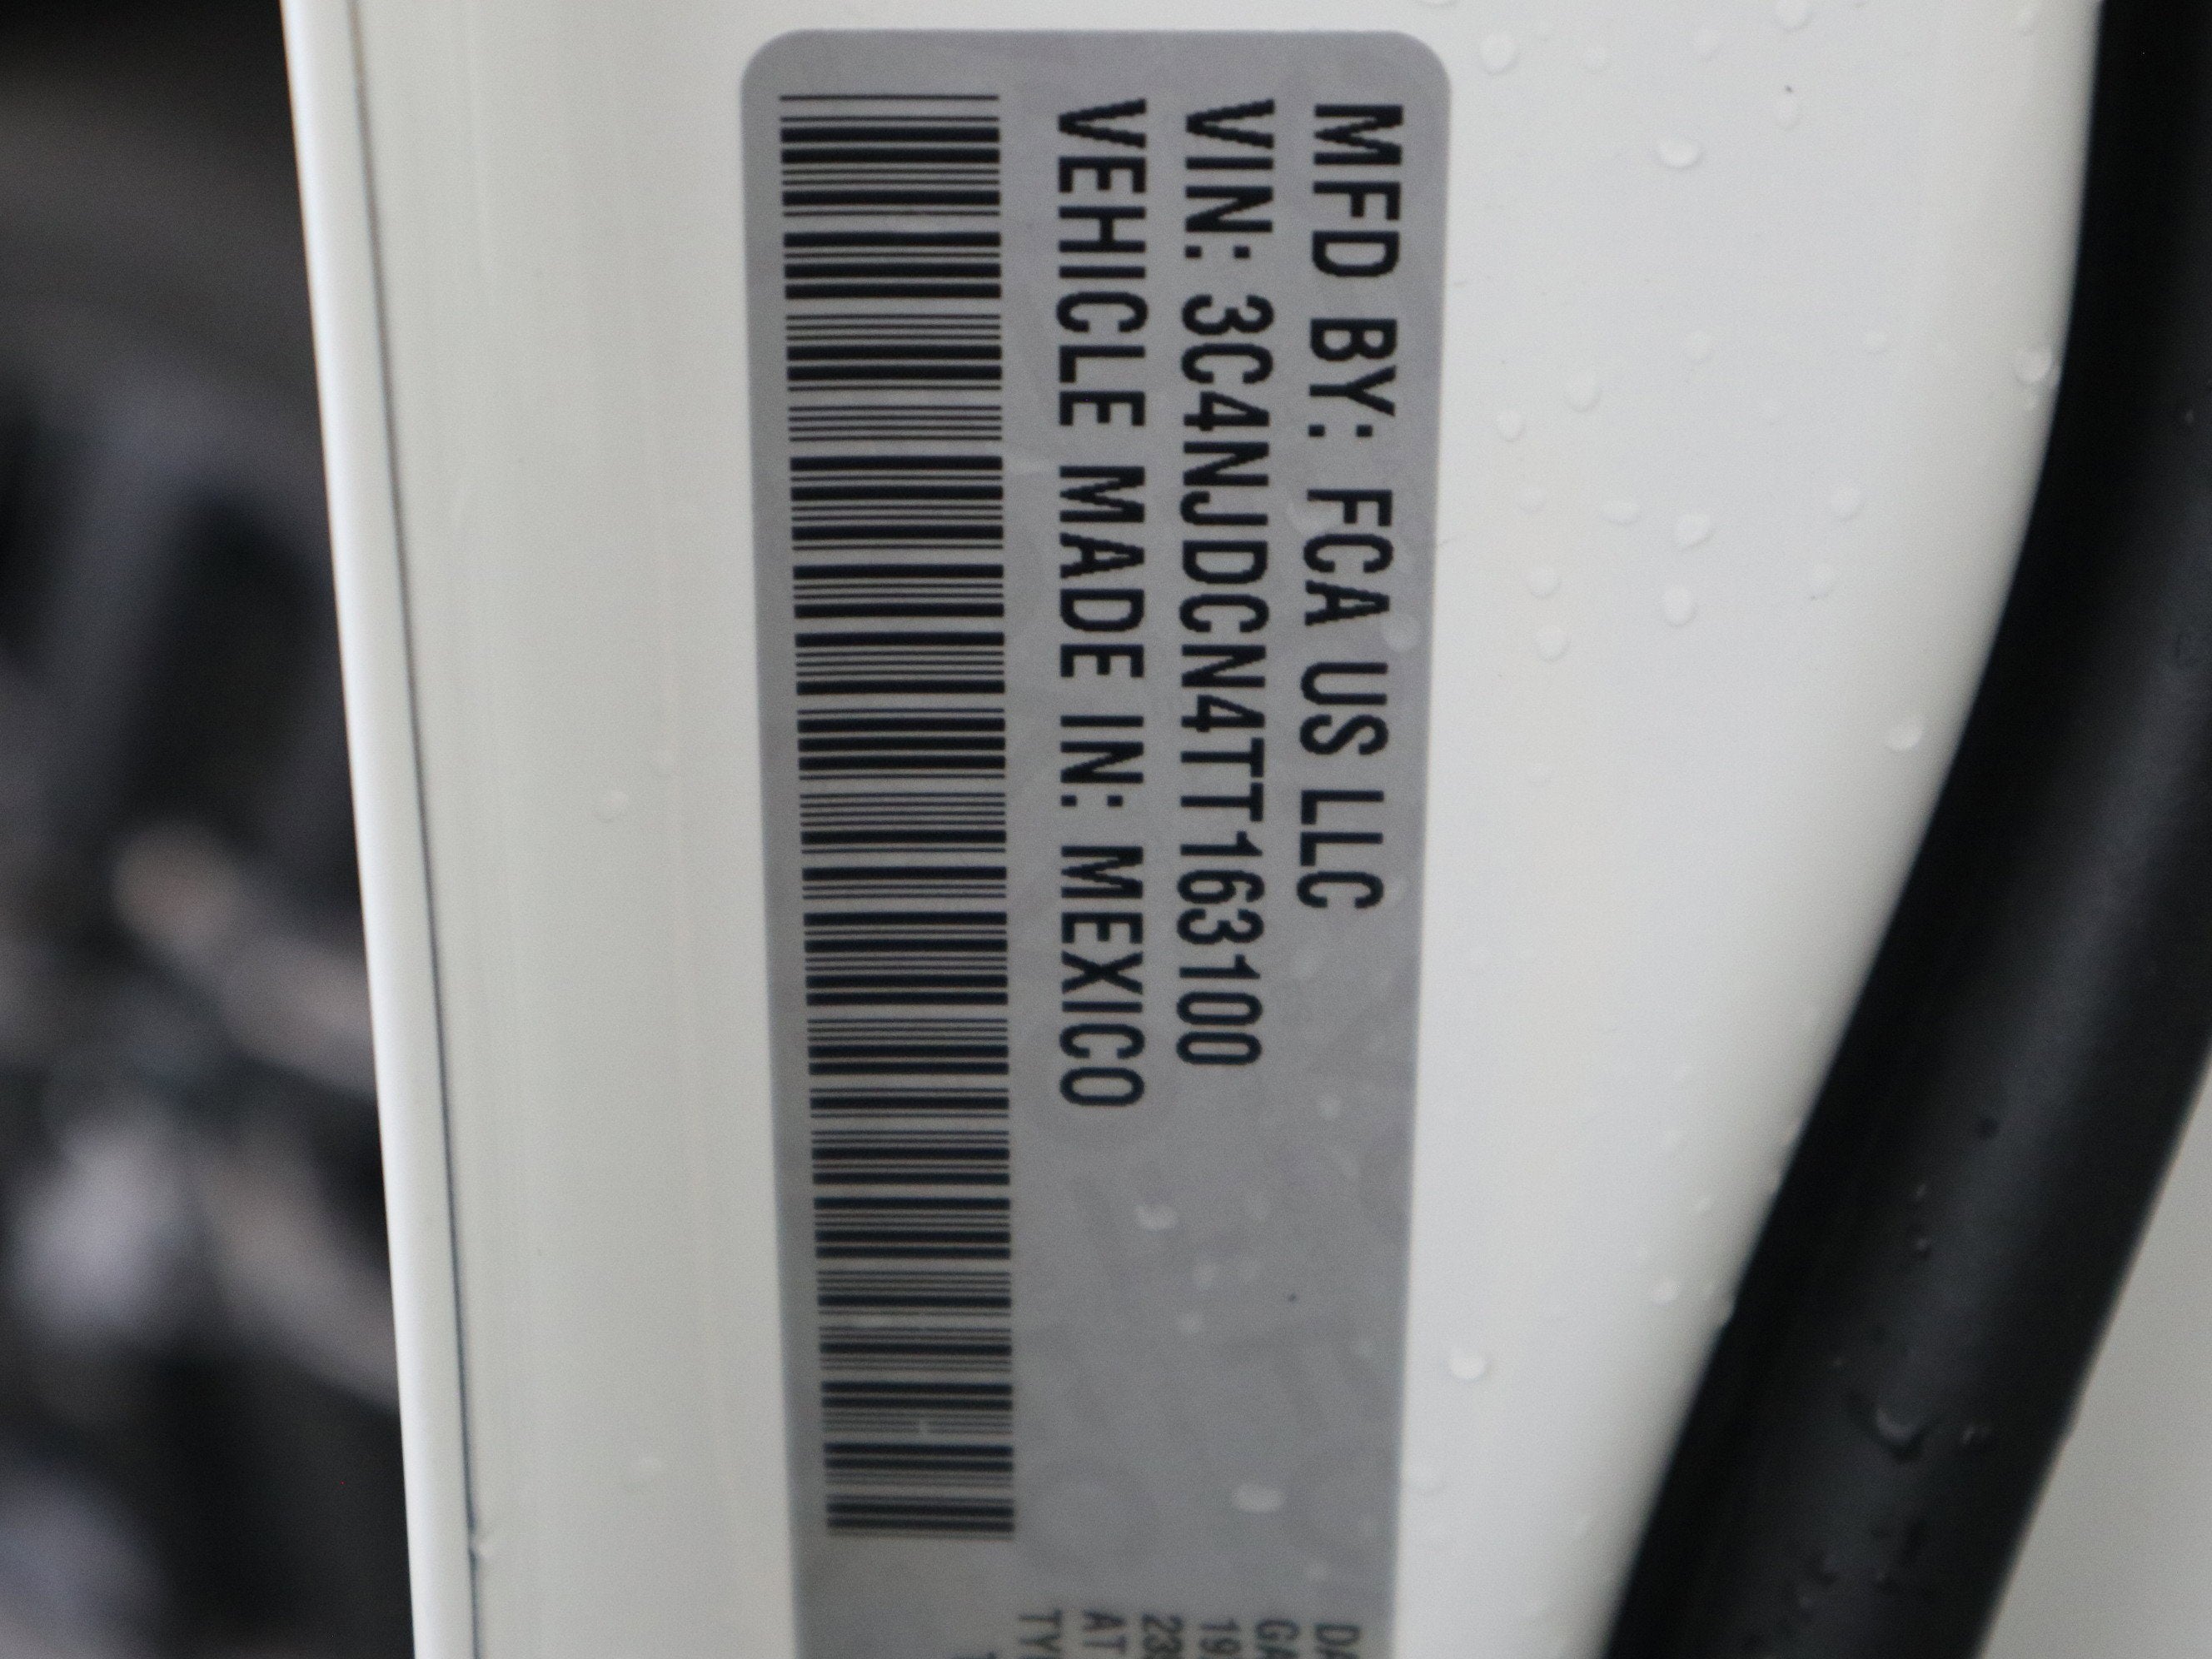 MFD BY: FCA US LLC
VIN: 3C4NJDCN4TT163100
VEHICLE MADE IN: MEXICO